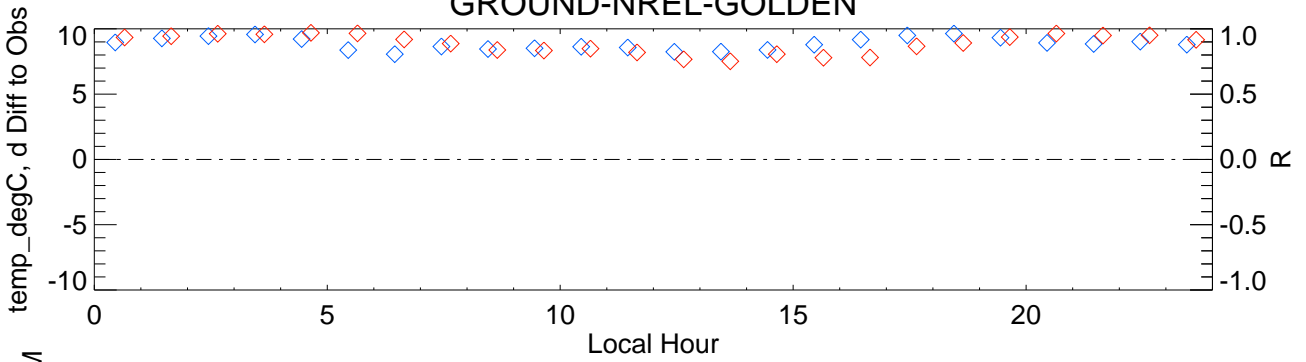 GROUND-NREL-GOLDEN
temp_degC, d Diff to Obs
10
5
0
-5
-10
1.0
0.5
0.0
-0.5
-1.0
R
0 5 10 15 20
Local Hour
M